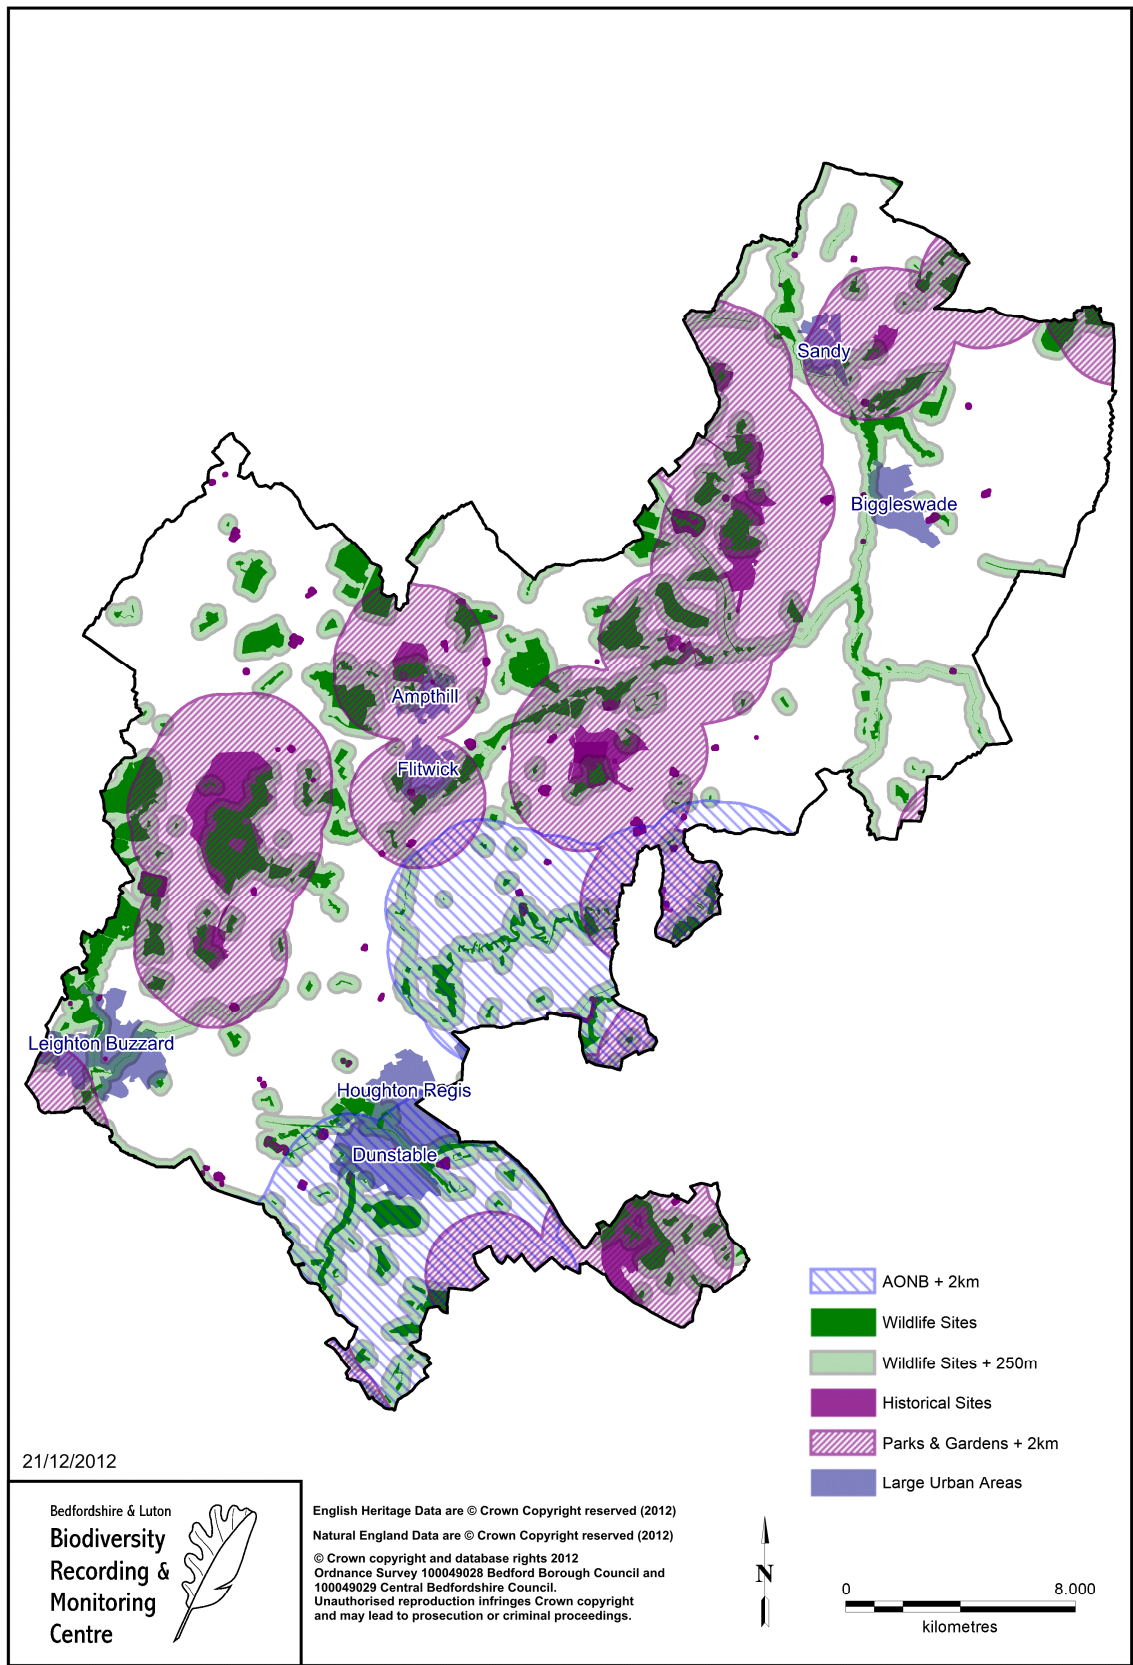 Sandy
Biggleswade
Ampthill
Flitwick
Leighton Buzzard
Houghton Regis
Dunstable
AONB + 2km
Wildlife Sites
Wildlife Sites + 250m
Historical Sites
Parks & Gardens + 2km
Large Urban Areas
21/12/2012
Bedfordshire & Luton
Biodiversity
Recording &
Monitoring
Centre
English Heritage Data are © Crown Copyright reserved (2012)
Natural England Data are © Crown Copyright reserved (2012)
© Crown copyright and database rights 2012
Ordnance Survey 100049028 Bedford Borough Council and
100049029 Central Bedfordshire Council.
Unauthorised reproduction infringes Crown copyright
and may lead to prosecution or criminal proceedings.
N
0 8.000
kilometres